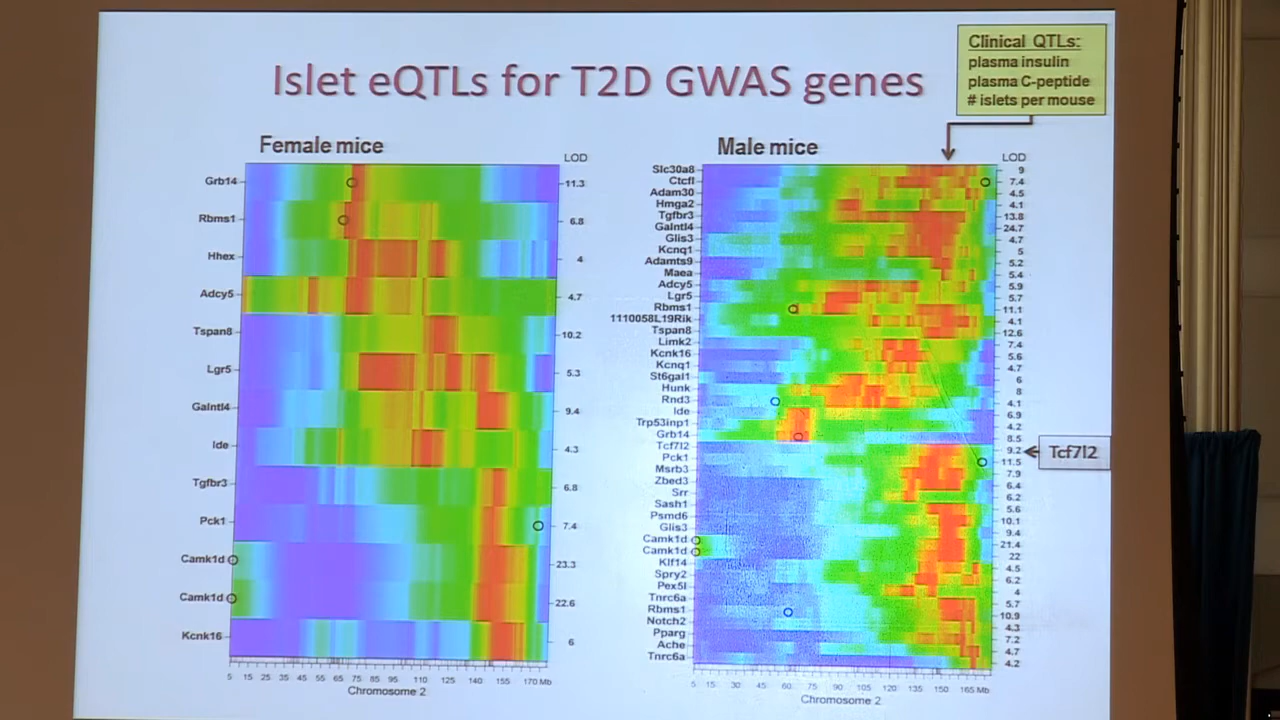 Clinical QTLs:
plasma insulin
plasma C-peptide
# islets per mouse
Islet eQTLs for T2D GWAS genes
Female mice
LOD
Grb14 11.3
Rbms1 6.8
Hhex 4
Adcy5 4.7
Tspan8 10.2
Lgr5 5.3
Galntl4 9.4
Ide 4.3
Tgfbr3 6.8
Pck1 7.4
Camk1d 23.3
Camk1d 22.6
Kcnk16 6
5 15 25 35 45 55 65 75 85 95 110 125 140 155 170 Mb
Chromosome 2
Male mice
LOD
Slc30a8 9
Ctcfl 7.4
Adam30 4.5
Hmga2 4.1
Tgfbr3 13.8
Galntl4 24.7
Glis3 4.7
Kcnq1 5
Adamts9 5.2
Maea 5.4
Adcy5 5.9
Lgr5 5.7
Rbms1 11.1
1110058L19Rik 4.1
Tspan8 12.6
Limk2 7.4
Kcnk16 5.6
Kcnq1 4.7
St6gal1 6
Hunk 8
Rnd3 4.1
Ide 6.9
Trp53inp1 4.2
Grb14 8.5
Tcf7l2 9.2
Pck1 11.5
Msrb3 7.9
Zbed3 6.4
Srr 6.2
Sash1 5.6
Psmd6 10.1
Glis3 9.4
Camk1d 21.4
Camk1d 22
Klf14 4.5
Spry2 6.2
Pex5l 4
Tnrc6a 5.7
Rbms1 10.9
Notch2 4.3
Pparg 7.2
Ache 4.7
Tnrc6a 4.2
5 15 30 45 60 75 90 105 120 135 150 165 Mb
Chromosome 2
Tcf7l2